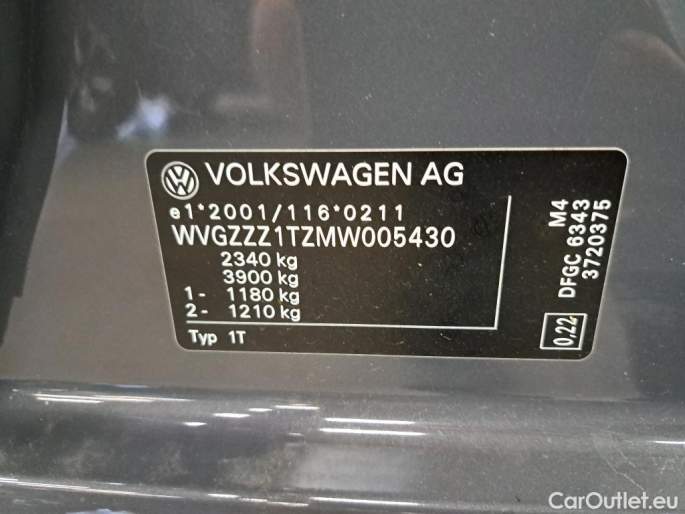 VOLKSWAGEN AG
e1*2001/116*0211
WVGZZZ1TZMW005430
2340 kg
3900 kg
1- 1180 kg
2- 1210 kg
Typ 1T
M4
DFGC 6343
3720375
0,22
CarOutlet.eu